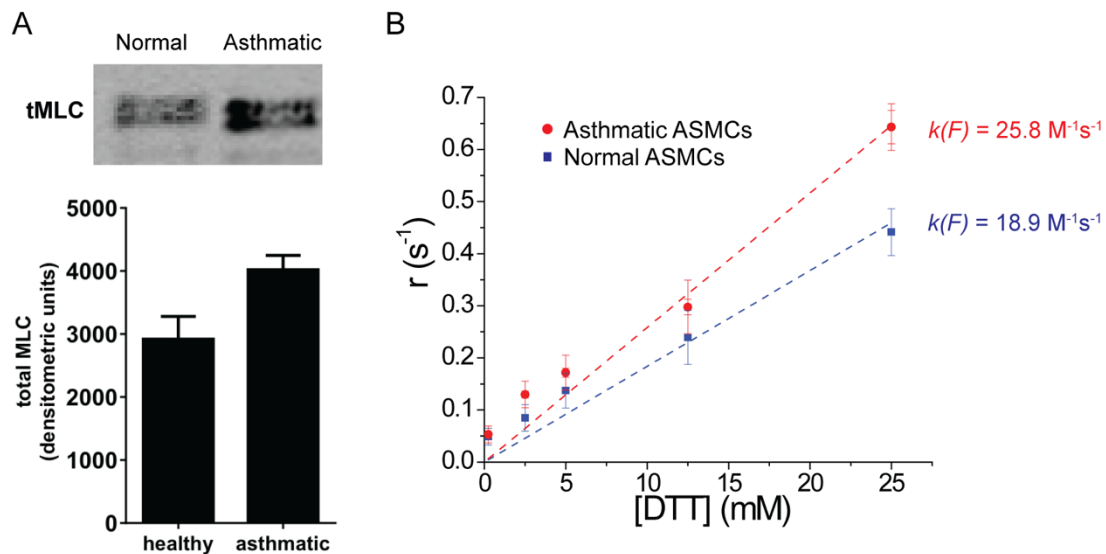 A
Normal Asthmatic
tMLC
5000
4000
3000
2000
1000
0
total MLC
(densitometric units)
healthy asthmatic
B
0.7
0.6
0.5
0.4
0.3
0.2
0.1
0.0
r (s⁻¹)
Asthmatic ASMCs
Normal ASMCs
k(F) = 25.8 M⁻¹s⁻¹
k(F) = 18.9 M⁻¹s⁻¹
0 5 10 15 20 25
[DTT] (mM)